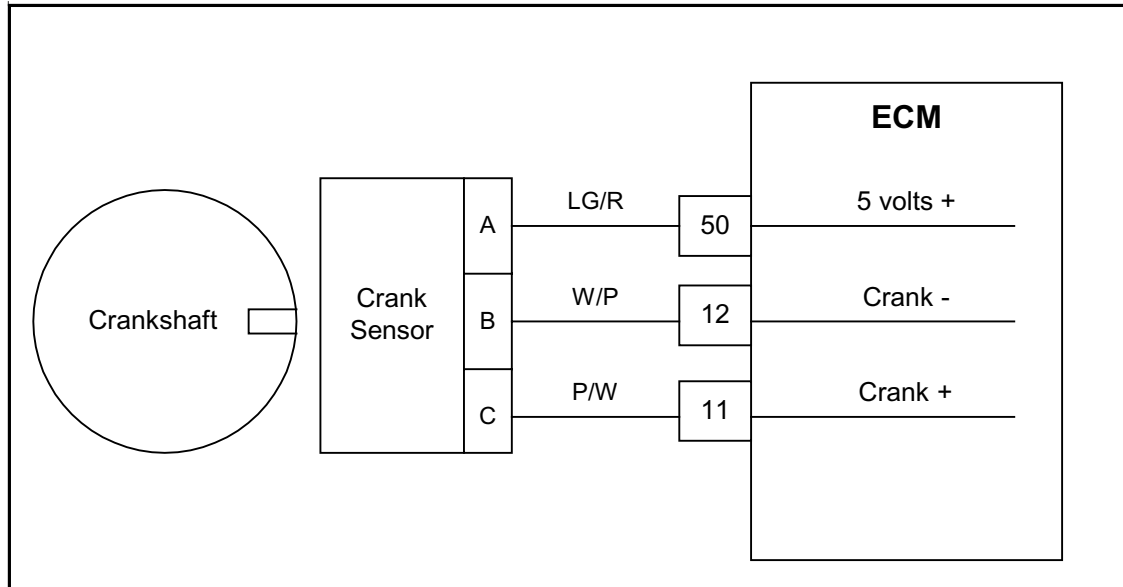 ECM
LG/R
5 volts +
A
50
Crankshaft
Crank
Sensor
W/P
Crank -
B
12
P/W
Crank +
C
11